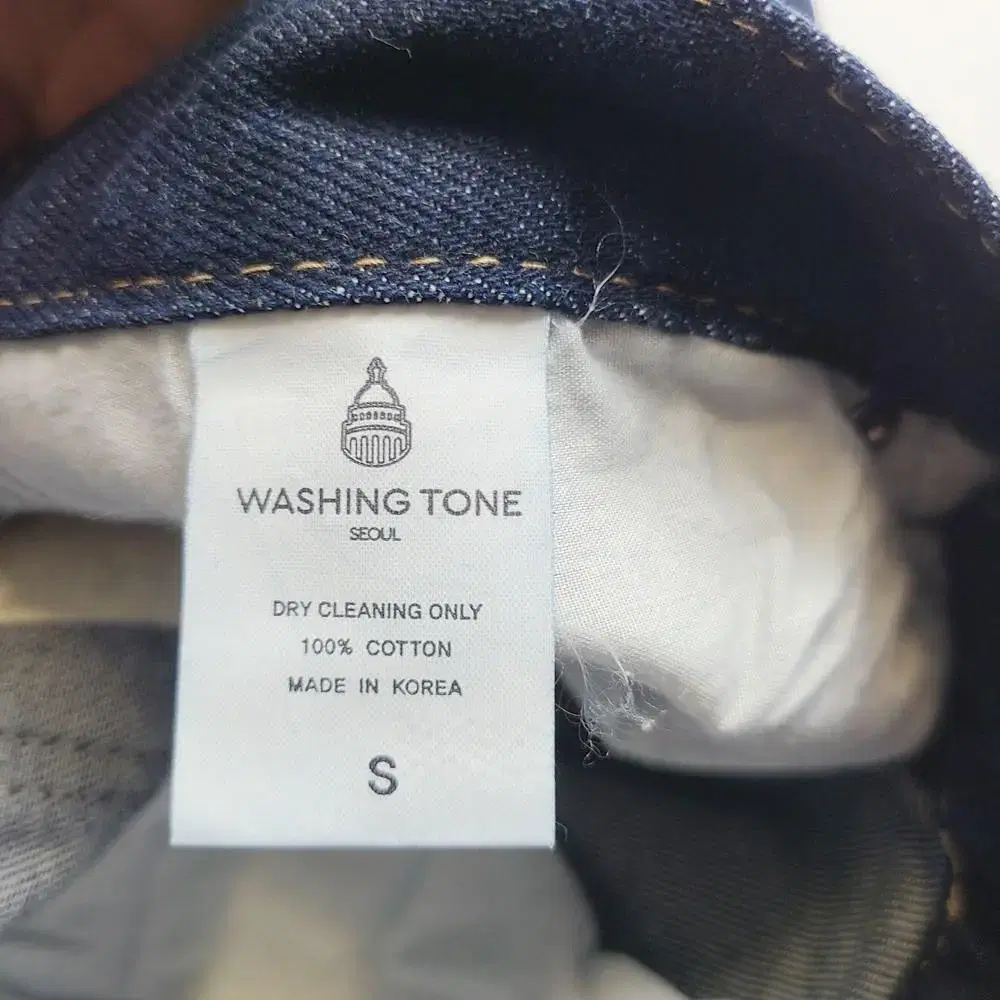 WASHING TONE
SEOUL
DRY CLEANING ONLY
100% COTTON
MADE IN KOREA
S